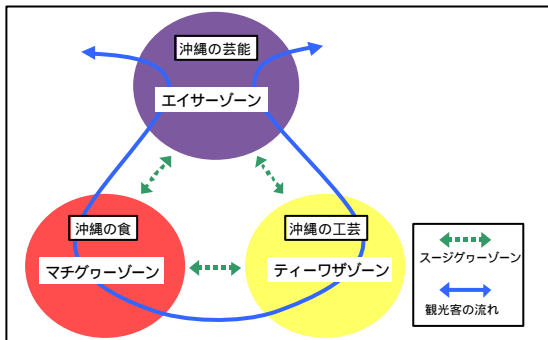 沖縄の芸能
エイサーゾーン
沖縄の食
マチグヮーゾーン
沖縄の工芸
ティーワザゾーン
スージグヮーゾーン
観光客の流れ